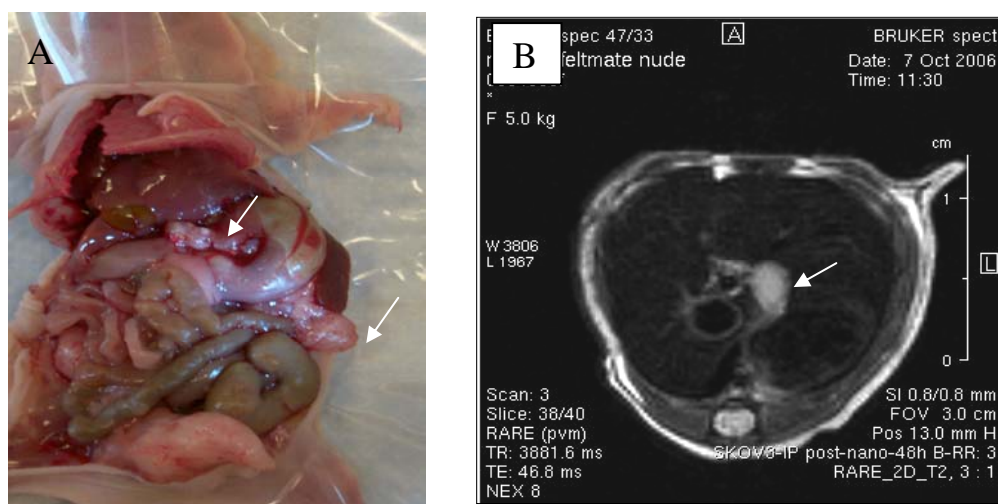 A
B
spec 47/33
feltmate nude
*
F 5.0 kg
A
BRUKER spect
Date: 7 Oct 2006
Time: 11:30
cm
1
W 3806
L 1967
L
0
Scan: 3
Slice: 38/40
RARE (pvm)
TR: 3881.6 ms
TE: 46.8 ms
NEX 8
SI 0.8/0.8 mm
FOV 3.0 cm
Pos 13.0 mm H
SKOV3-IP post-nano-48h B-RR: 3
RARE_2D_T2, 3 : 1